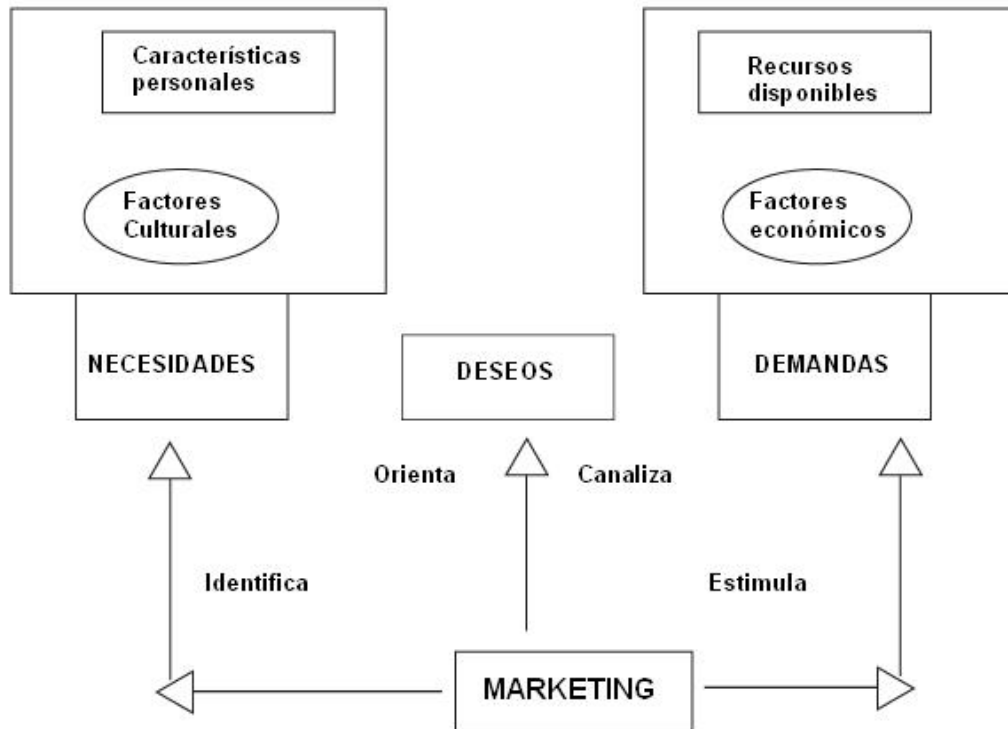 Características
personales
Recursos
disponibles
Factores
Culturales
Factores
económicos
NECESIDADES
DESEOS
DEMANDAS
Orienta
Canaliza
Identifica
Estimula
MARKETING